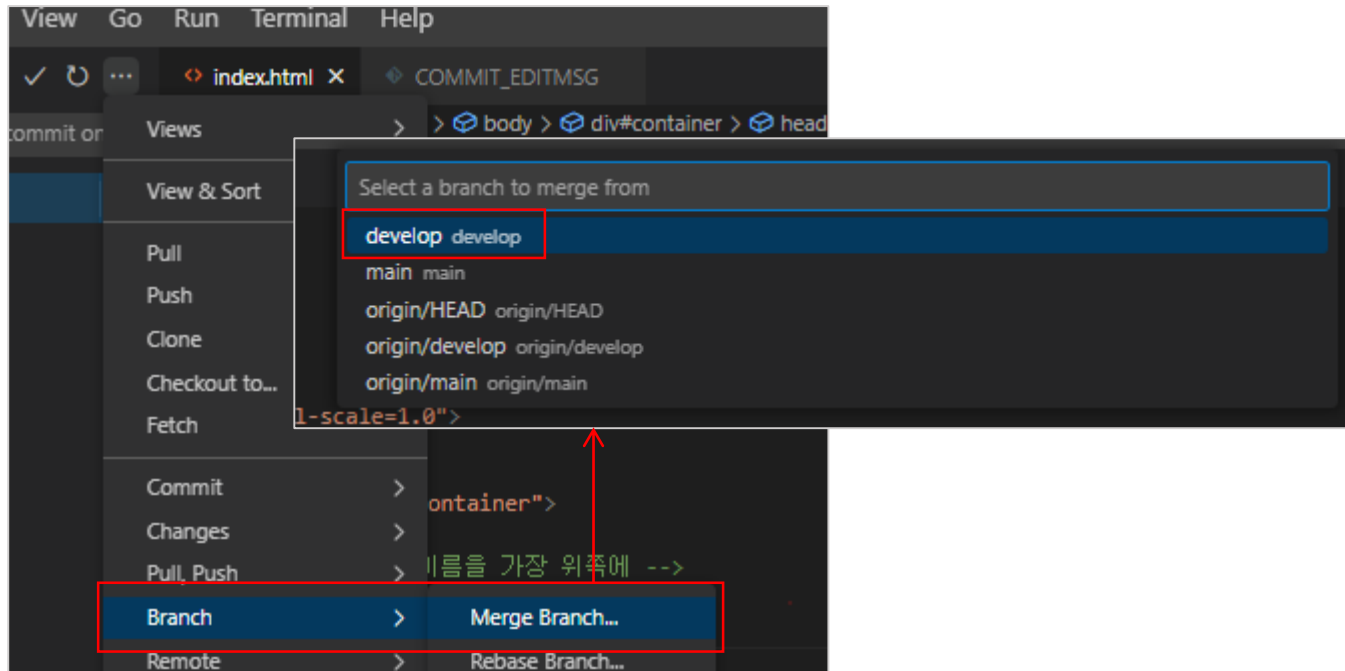 View Go Run Terminal Help
index.html COMMIT_EDITMSG
commit on
Views > > body > div#container > head
View & Sort
Pull
Push
Clone
Checkout to...
Fetch
Commit >
Changes >
Pull, Push >
Branch >
Remote >
Merge Branch...
Rebase Branch...
Select a branch to merge from
develop develop
main main
origin/HEAD origin/HEAD
origin/develop origin/develop
origin/main origin/main
l-scale=1.0">
ontainer">
이름을 가장 위쪽에 -->